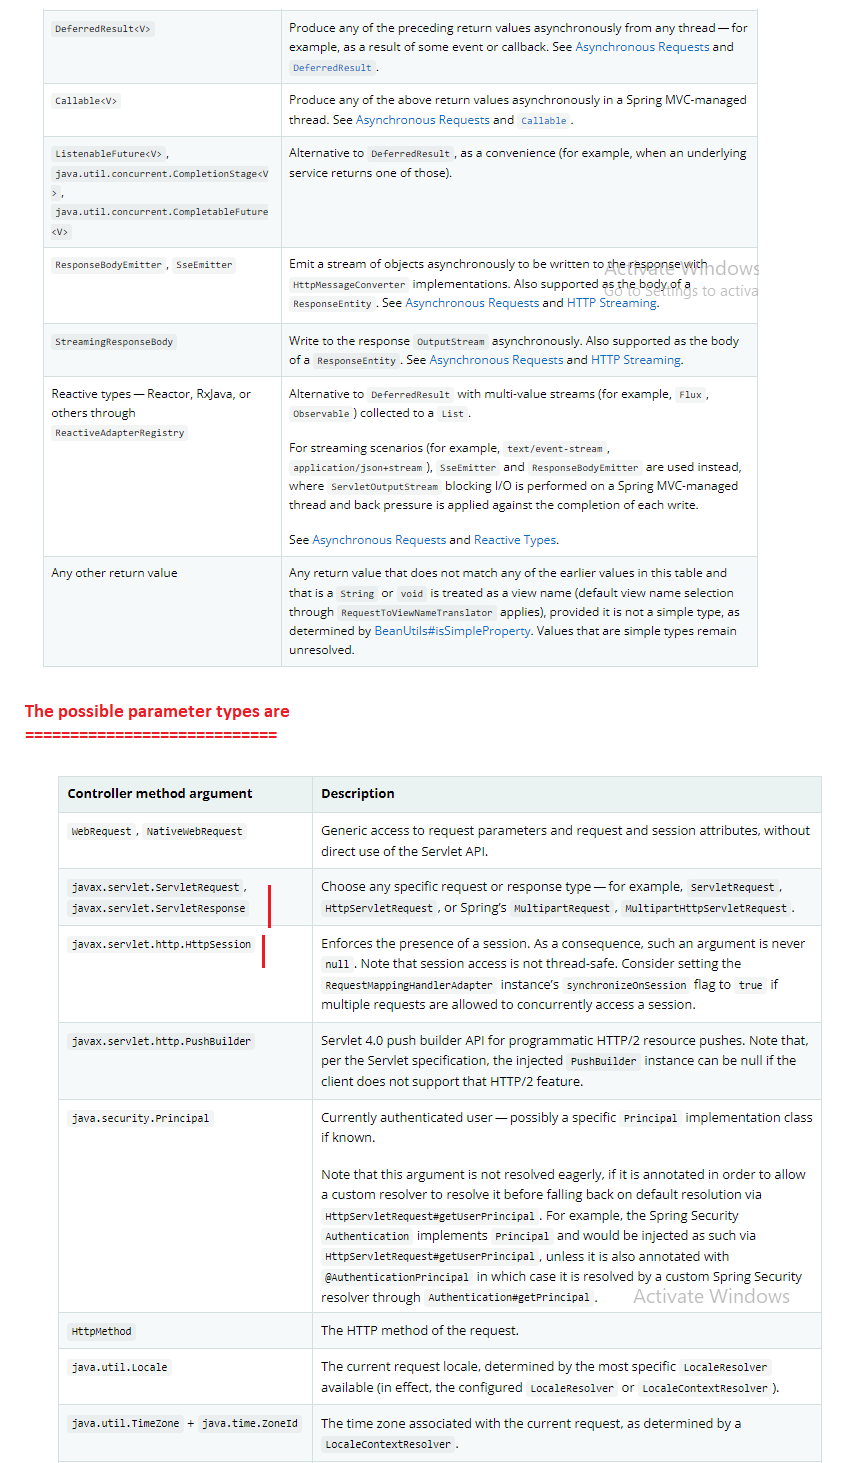 DeferredResult<V>
Produce any of the preceding return values asynchronously from any thread — for
example, as a result of some event or callback. See Asynchronous Requests and
DeferredResult .
Callable<V>
Produce any of the above return values asynchronously in a Spring MVC-managed
thread. See Asynchronous Requests and Callable .
ListenableFuture<V> ,
java.util.concurrent.CompletionStage<V
> ,
java.util.concurrent.CompletableFuture
<V>
Alternative to DeferredResult , as a convenience (for example, when an underlying
service returns one of those).
ResponseBodyEmitter , SseEmitter
Emit a stream of objects asynchronously to be written to the response with
HttpMessageConverter implementations. Also supported as the body of a
ResponseEntity . See Asynchronous Requests and HTTP Streaming.
Activate Windows
Go to Settings to activa
StreamingResponseBody
Write to the response OutputStream asynchronously. Also supported as the body
of a ResponseEntity . See Asynchronous Requests and HTTP Streaming.
Reactive types — Reactor, RxJava, or
others through
ReactiveAdapterRegistry
Alternative to DeferredResult with multi-value streams (for example, Flux ,
Observable ) collected to a List .
For streaming scenarios (for example, text/event-stream ,
application/json+stream ), SseEmitter and ResponseBodyEmitter are used instead,
where ServletOutputStream blocking I/O is performed on a Spring MVC-managed
thread and back pressure is applied against the completion of each write.
See Asynchronous Requests and Reactive Types.
Any other return value
Any return value that does not match any of the earlier values in this table and
that is a String or void is treated as a view name (default view name selection
through RequestToViewNameTranslator applies), provided it is not a simple type, as
determined by BeanUtils#isSimpleProperty. Values that are simple types remain
unresolved.
The possible parameter types are
============================
Controller method argument
Description
WebRequest , NativeWebRequest
Generic access to request parameters and request and session attributes, without
direct use of the Servlet API.
javax.servlet.ServletRequest ,
javax.servlet.ServletResponse
Choose any specific request or response type — for example, ServletRequest ,
HttpServletRequest , or Spring's MultipartRequest , MultipartHttpServletRequest .
javax.servlet.http.HttpSession
Enforces the presence of a session. As a consequence, such an argument is never
null . Note that session access is not thread-safe. Consider setting the
RequestMappingHandlerAdapter instance's synchronizeOnSession flag to true if
multiple requests are allowed to concurrently access a session.
javax.servlet.http.PushBuilder
Servlet 4.0 push builder API for programmatic HTTP/2 resource pushes. Note that,
per the Servlet specification, the injected PushBuilder instance can be null if the
client does not support that HTTP/2 feature.
java.security.Principal
Currently authenticated user — possibly a specific Principal implementation class
if known.
Note that this argument is not resolved eagerly, if it is annotated in order to allow
a custom resolver to resolve it before falling back on default resolution via
HttpServletRequest#getUserPrincipal . For example, the Spring Security
Authentication implements Principal and would be injected as such via
HttpServletRequest#getUserPrincipal , unless it is also annotated with
@AuthenticationPrincipal in which case it is resolved by a custom Spring Security
resolver through Authentication#getPrincipal .
Activate Windows
HttpMethod
The HTTP method of the request.
java.util.Locale
The current request locale, determined by the most specific LocaleResolver
available (in effect, the configured LocaleResolver or LocaleContextResolver ).
java.util.TimeZone + java.time.ZoneId
The time zone associated with the current request, as determined by a
LocaleContextResolver .